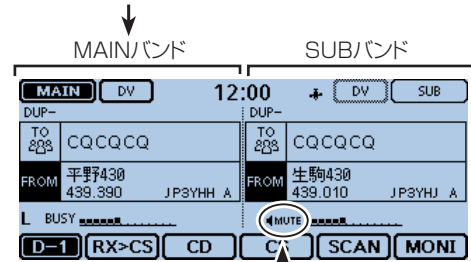 MAINバンド SUBバンド
MAIN DV 12:00 DV SUB
DUP- DUP-
TO CQCQCQ TO CQCQCQ
FROM 平野430 FROM 生駒430
439.390 JP3YHH A 439.010 JP3YHJ A
L BUSY MUTE
D-1 RX>CS CD SCAN MONI